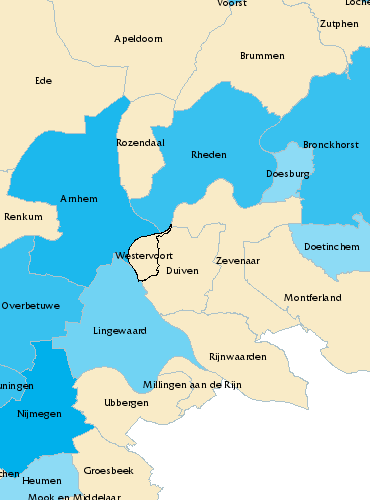 Voorst
Loche
Zutphen
Apeldoorn
Brummen
Ede
Rozendaal
Bronckhorst
Rheden
Doesburg
Arnhem
Renkum
Doetinchem
Westervoort
Zevenaar
Duiven
Montferland
Overbetuwe
Lingewaard
Rijnwaarden
uningen
Millingen aan de Rijn
Ubbergen
Nijmegen
Groesbeek
chen
Heumen
Mook en Middelaar